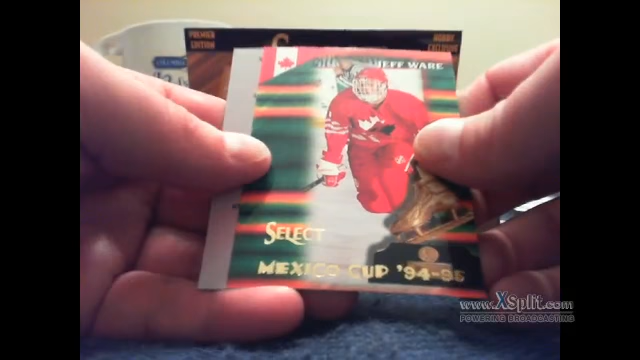 PREMIER
EDITION
HOBBY
EXCLUSIVE
JEFF WARE
SELECT
MEXICO CUP '94-95
www.XSplit.com
POWERING BROADCASTING